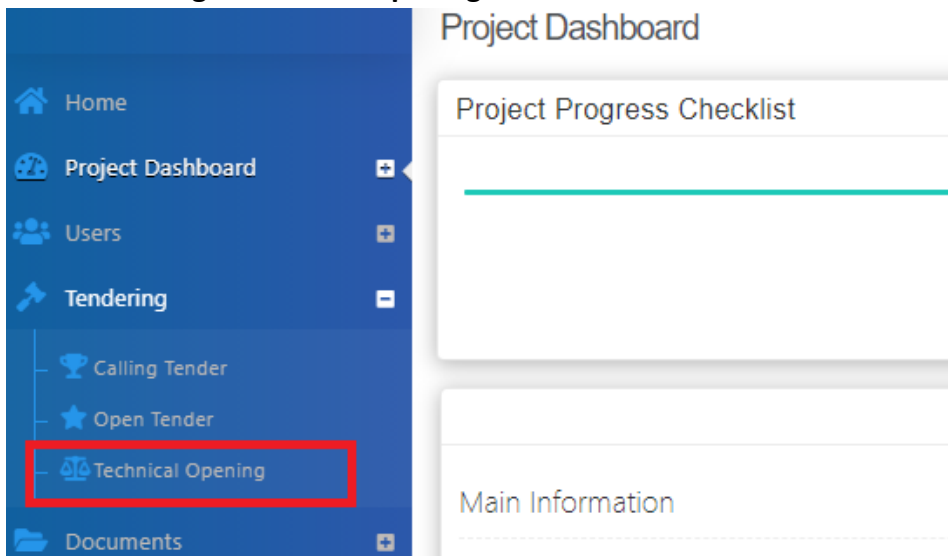 Project Dashboard
Home
Project Dashboard
Users
Tendering
Calling Tender
Open Tender
Technical Opening
Documents
Project Progress Checklist
Main Information